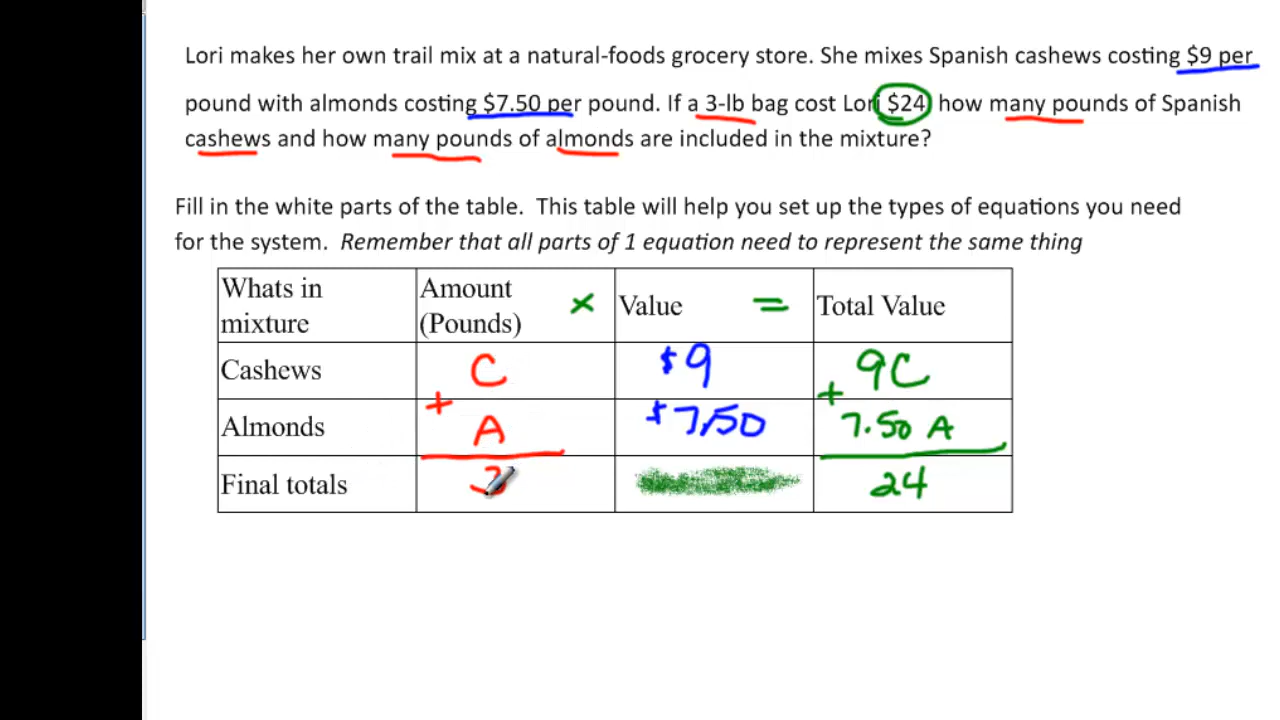 Lori makes her own trail mix at a natural-foods grocery store. She mixes Spanish cashews costing $9 per
pound with almonds costing $7.50 per pound. If a 3-lb bag cost Lori $24 how many pounds of Spanish
cashews and how many pounds of almonds are included in the mixture?
Fill in the white parts of the table. This table will help you set up the types of equations you need
for the system. Remember that all parts of 1 equation need to represent the same thing
Whats in mixture Amount (Pounds) × Value = Total Value
Cashews C $9 9C
+ +
Almonds A $7.50 7.50 A
Final totals 3 24